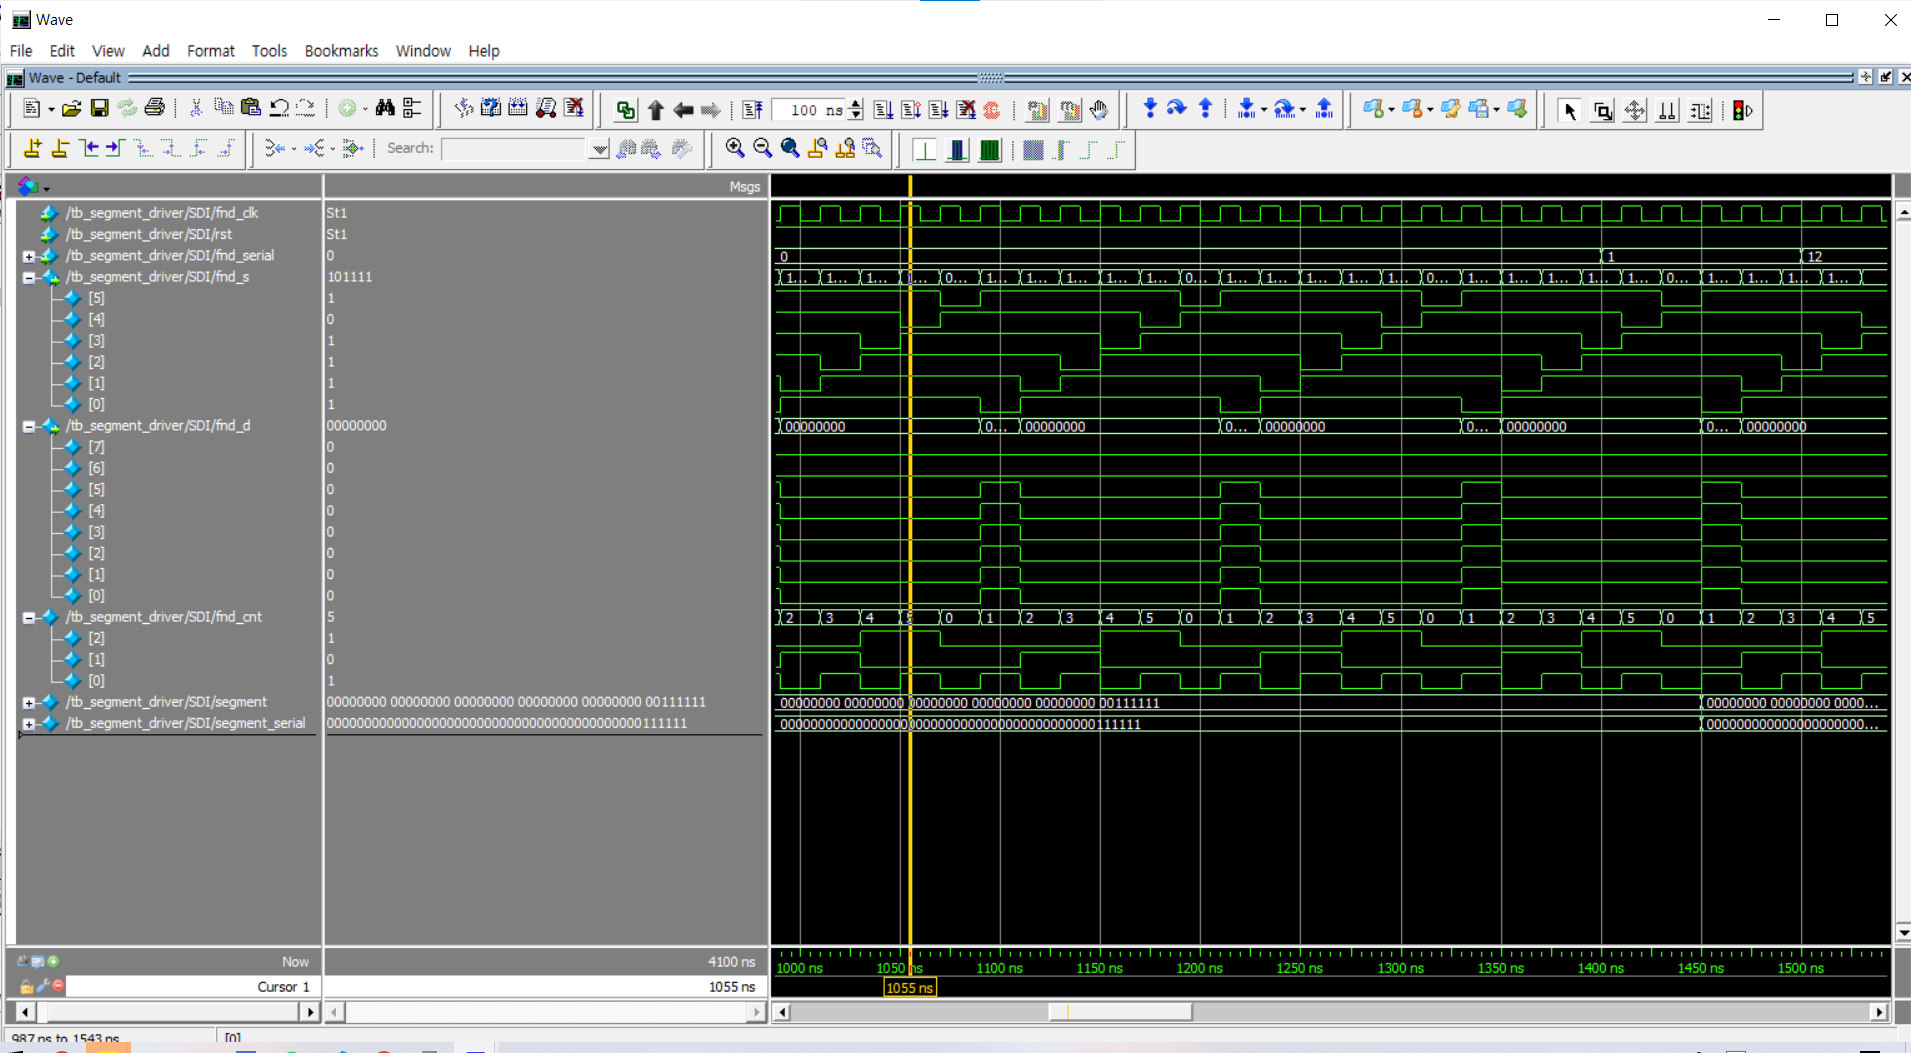 Wave
File Edit View Add Format Tools Bookmarks Window Help
Wave - Default
100 ns
Search:
Msgs
/tb_segment_driver/SDI/fnd_clk St1
/tb_segment_driver/SDI/rst St1
/tb_segment_driver/SDI/fnd_serial 0 0 1 12
/tb_segment_driver/SDI/fnd_s 101111 1... 1... 1... 1... 0... 1... 1... 1... 1... 1... 0... 1... 1... 1... 1... 1... 0... 1... 1... 1... 1... 1... 0... 1... 1... 1... 1...
[5] 1
[4] 0
[3] 1
[2] 1
[1] 1
[0] 1
/tb_segment_driver/SDI/fnd_d 00000000 00000000 0... 00000000 0... 00000000 0... 00000000 0... 00000000
[7] 0
[6] 0
[5] 0
[4] 0
[3] 0
[2] 0
[1] 0
[0] 0
/tb_segment_driver/SDI/fnd_cnt 5 2 3 4 5 0 1 2 3 4 5 0 1 2 3 4 5 0 1 2 3 4 5 0 1 2 3 4 5
[2] 1
[1] 0
[0] 1
/tb_segment_driver/SDI/segment 00000000 00000000 00000000 00000000 00000000 00111111 00000000 00000000 00000000 00000000 00000000 00111111 00000000 00000000 0000...
/tb_segment_driver/SDI/segment_serial 000000000000000000000000000000000000000000111111 000000000000000000000000000000000000000000111111 0000000000000000000000...
Now 4100 ns
1000 ns 1050 ns 1100 ns 1150 ns 1200 ns 1250 ns 1300 ns 1350 ns 1400 ns 1450 ns 1500 ns
Cursor 1 1055 ns 1055 ns
987 ns to 1543 ns [0]